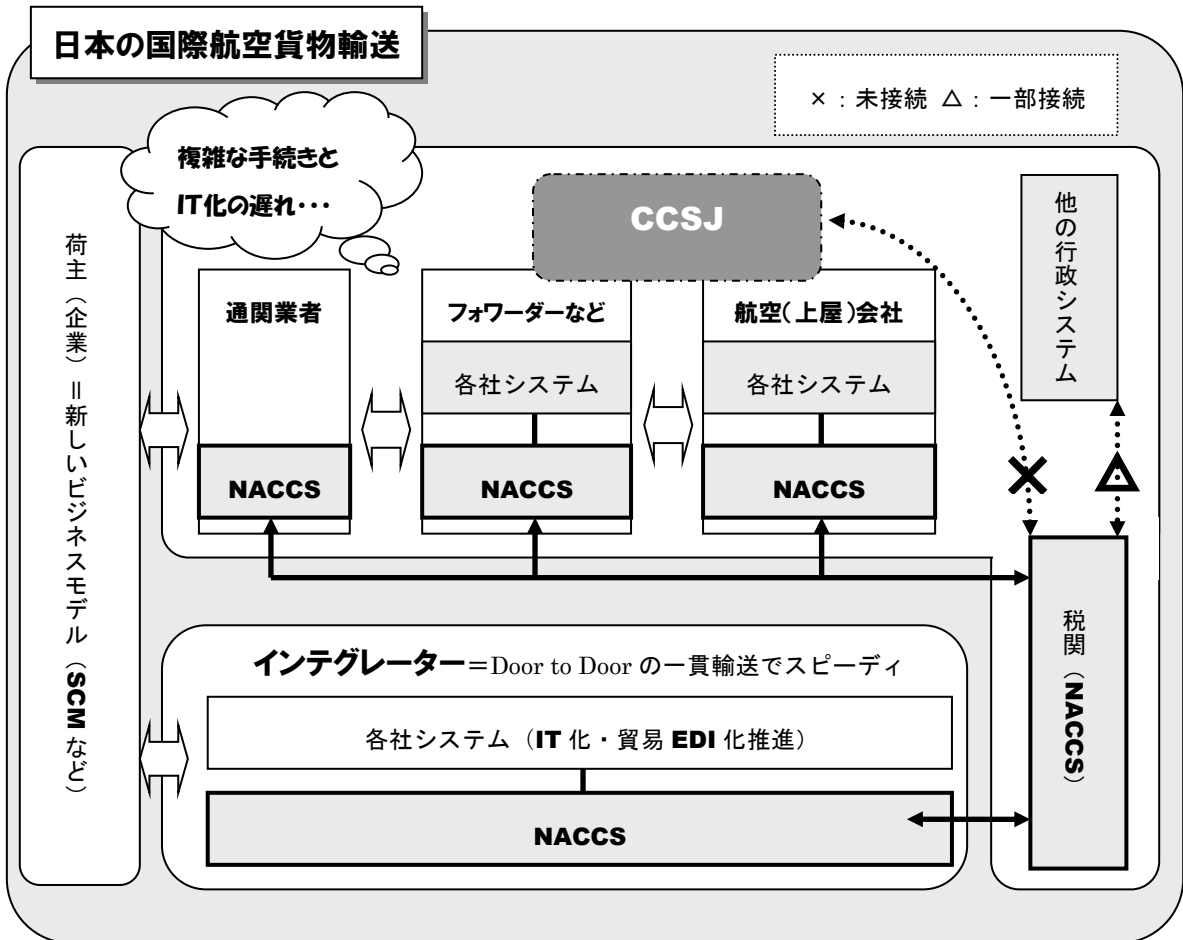 日本の国際航空貨物輸送
×：未接続 △：一部接続
複雑な手続きと
IT化の遅れ・・・
荷主（企業）＝新しいビジネスモデル（SCMなど）
CCSJ
他の行政システム
通関業者
フォワーダーなど
航空（上屋）会社
各社システム
各社システム
NACCS
NACCS
NACCS
税関（NACCS）
インテグレーター＝Door to Door の一貫輸送でスピーディ
各社システム（IT 化・貿易 EDI 化推進）
NACCS